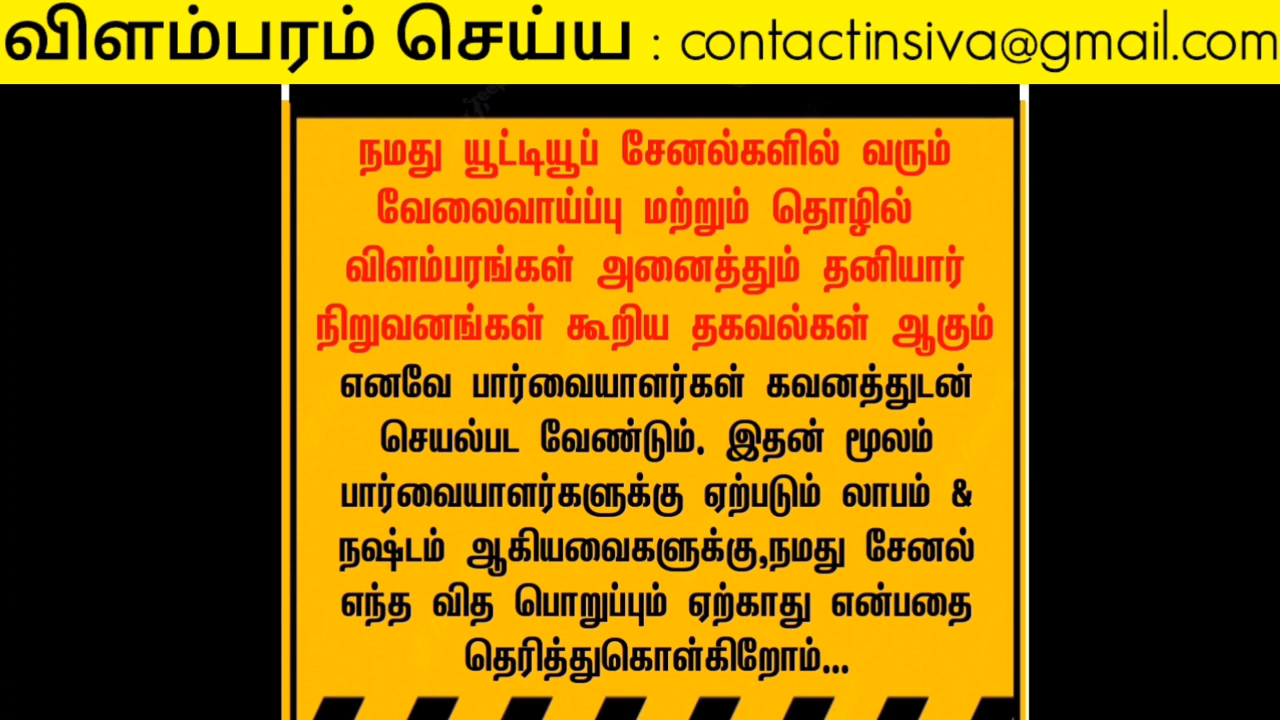 விளம்பரம் செய்ய : contactinsiva@gmail.com
நமது யூட்டியூப் சேனல்களில் வரும்
வேலைவாய்ப்பு மற்றும் தொழில்
விளம்பரங்கள் அனைத்தும் தனியார்
நிறுவனங்கள் கூறிய தகவல்கள் ஆகும்
எனவே பார்வையாளர்கள் கவனத்துடன்
செயல்பட வேண்டும். இதன் மூலம்
பார்வையாளர்களுக்கு ஏற்படும் லாபம் &
நஷ்டம் ஆகியவைகளுக்கு,நமது சேனல்
எந்த வித பொறுப்பும் ஏற்காது என்பதை
தெரித்துகொள்கிறோம்...